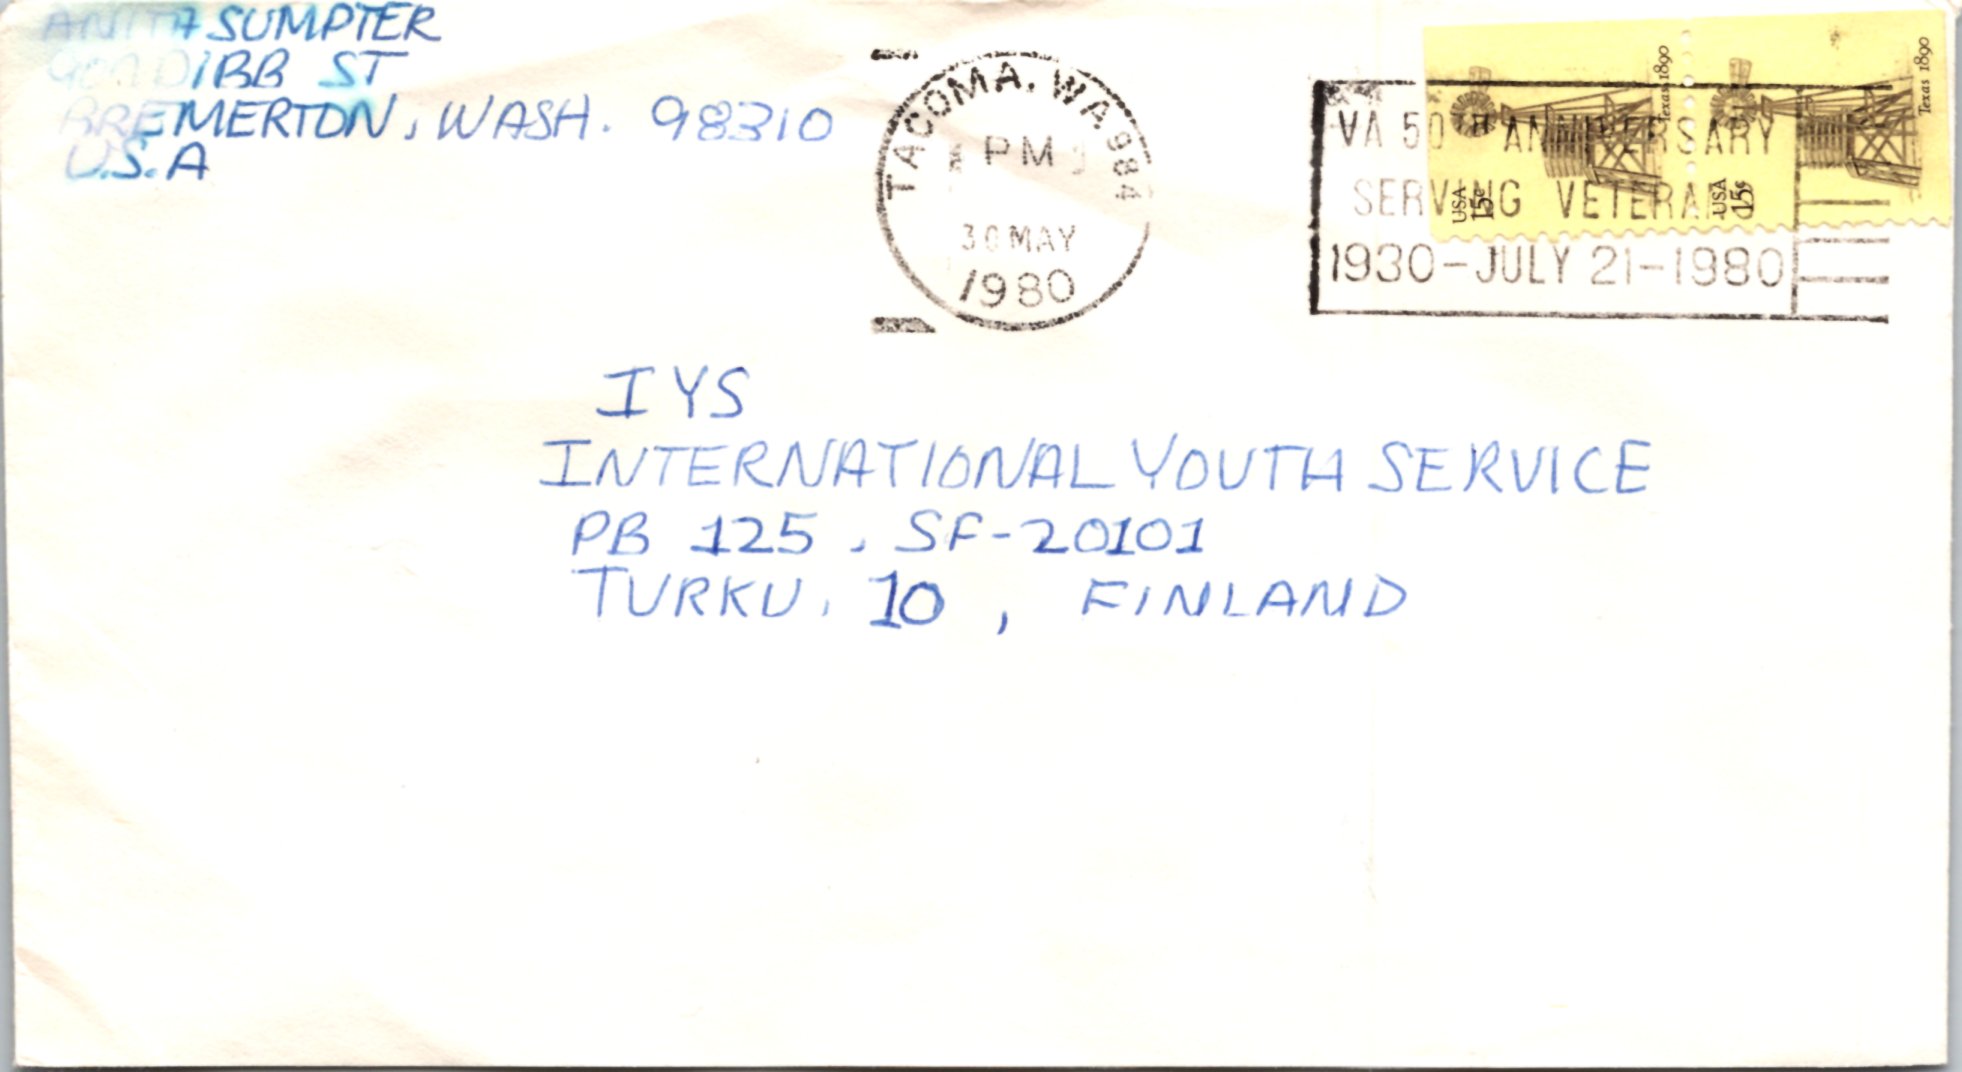 ANITA SUMPTER
DIBB ST
BREMERTON, WASH. 98310
U.S.A
TACOMA, WA 984
PM
30 MAY
1980
VA 50TH ANNIVERSARY
SERVING VETERANS
1930-JULY 21-1980
USA 15c
Texas 1890
USA 15c
Texas 1890
IYS
INTERNATIONAL YOUTH SERVICE
PB 125, SF-20101
TURKU. 10, FINLAND